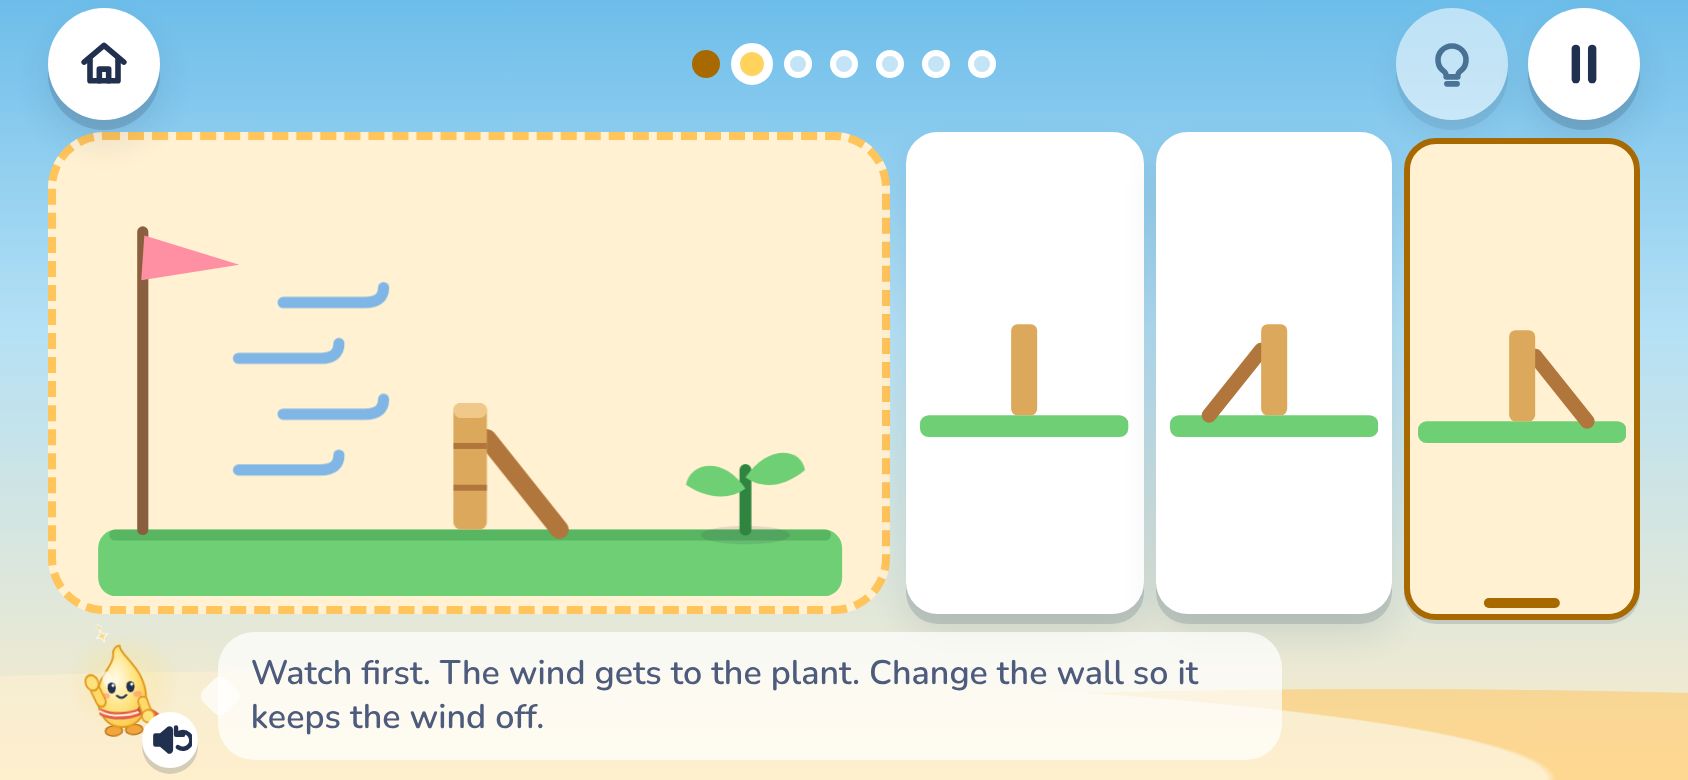 Watch first. The wind gets to the plant. Change the wall so it
keeps the wind off.